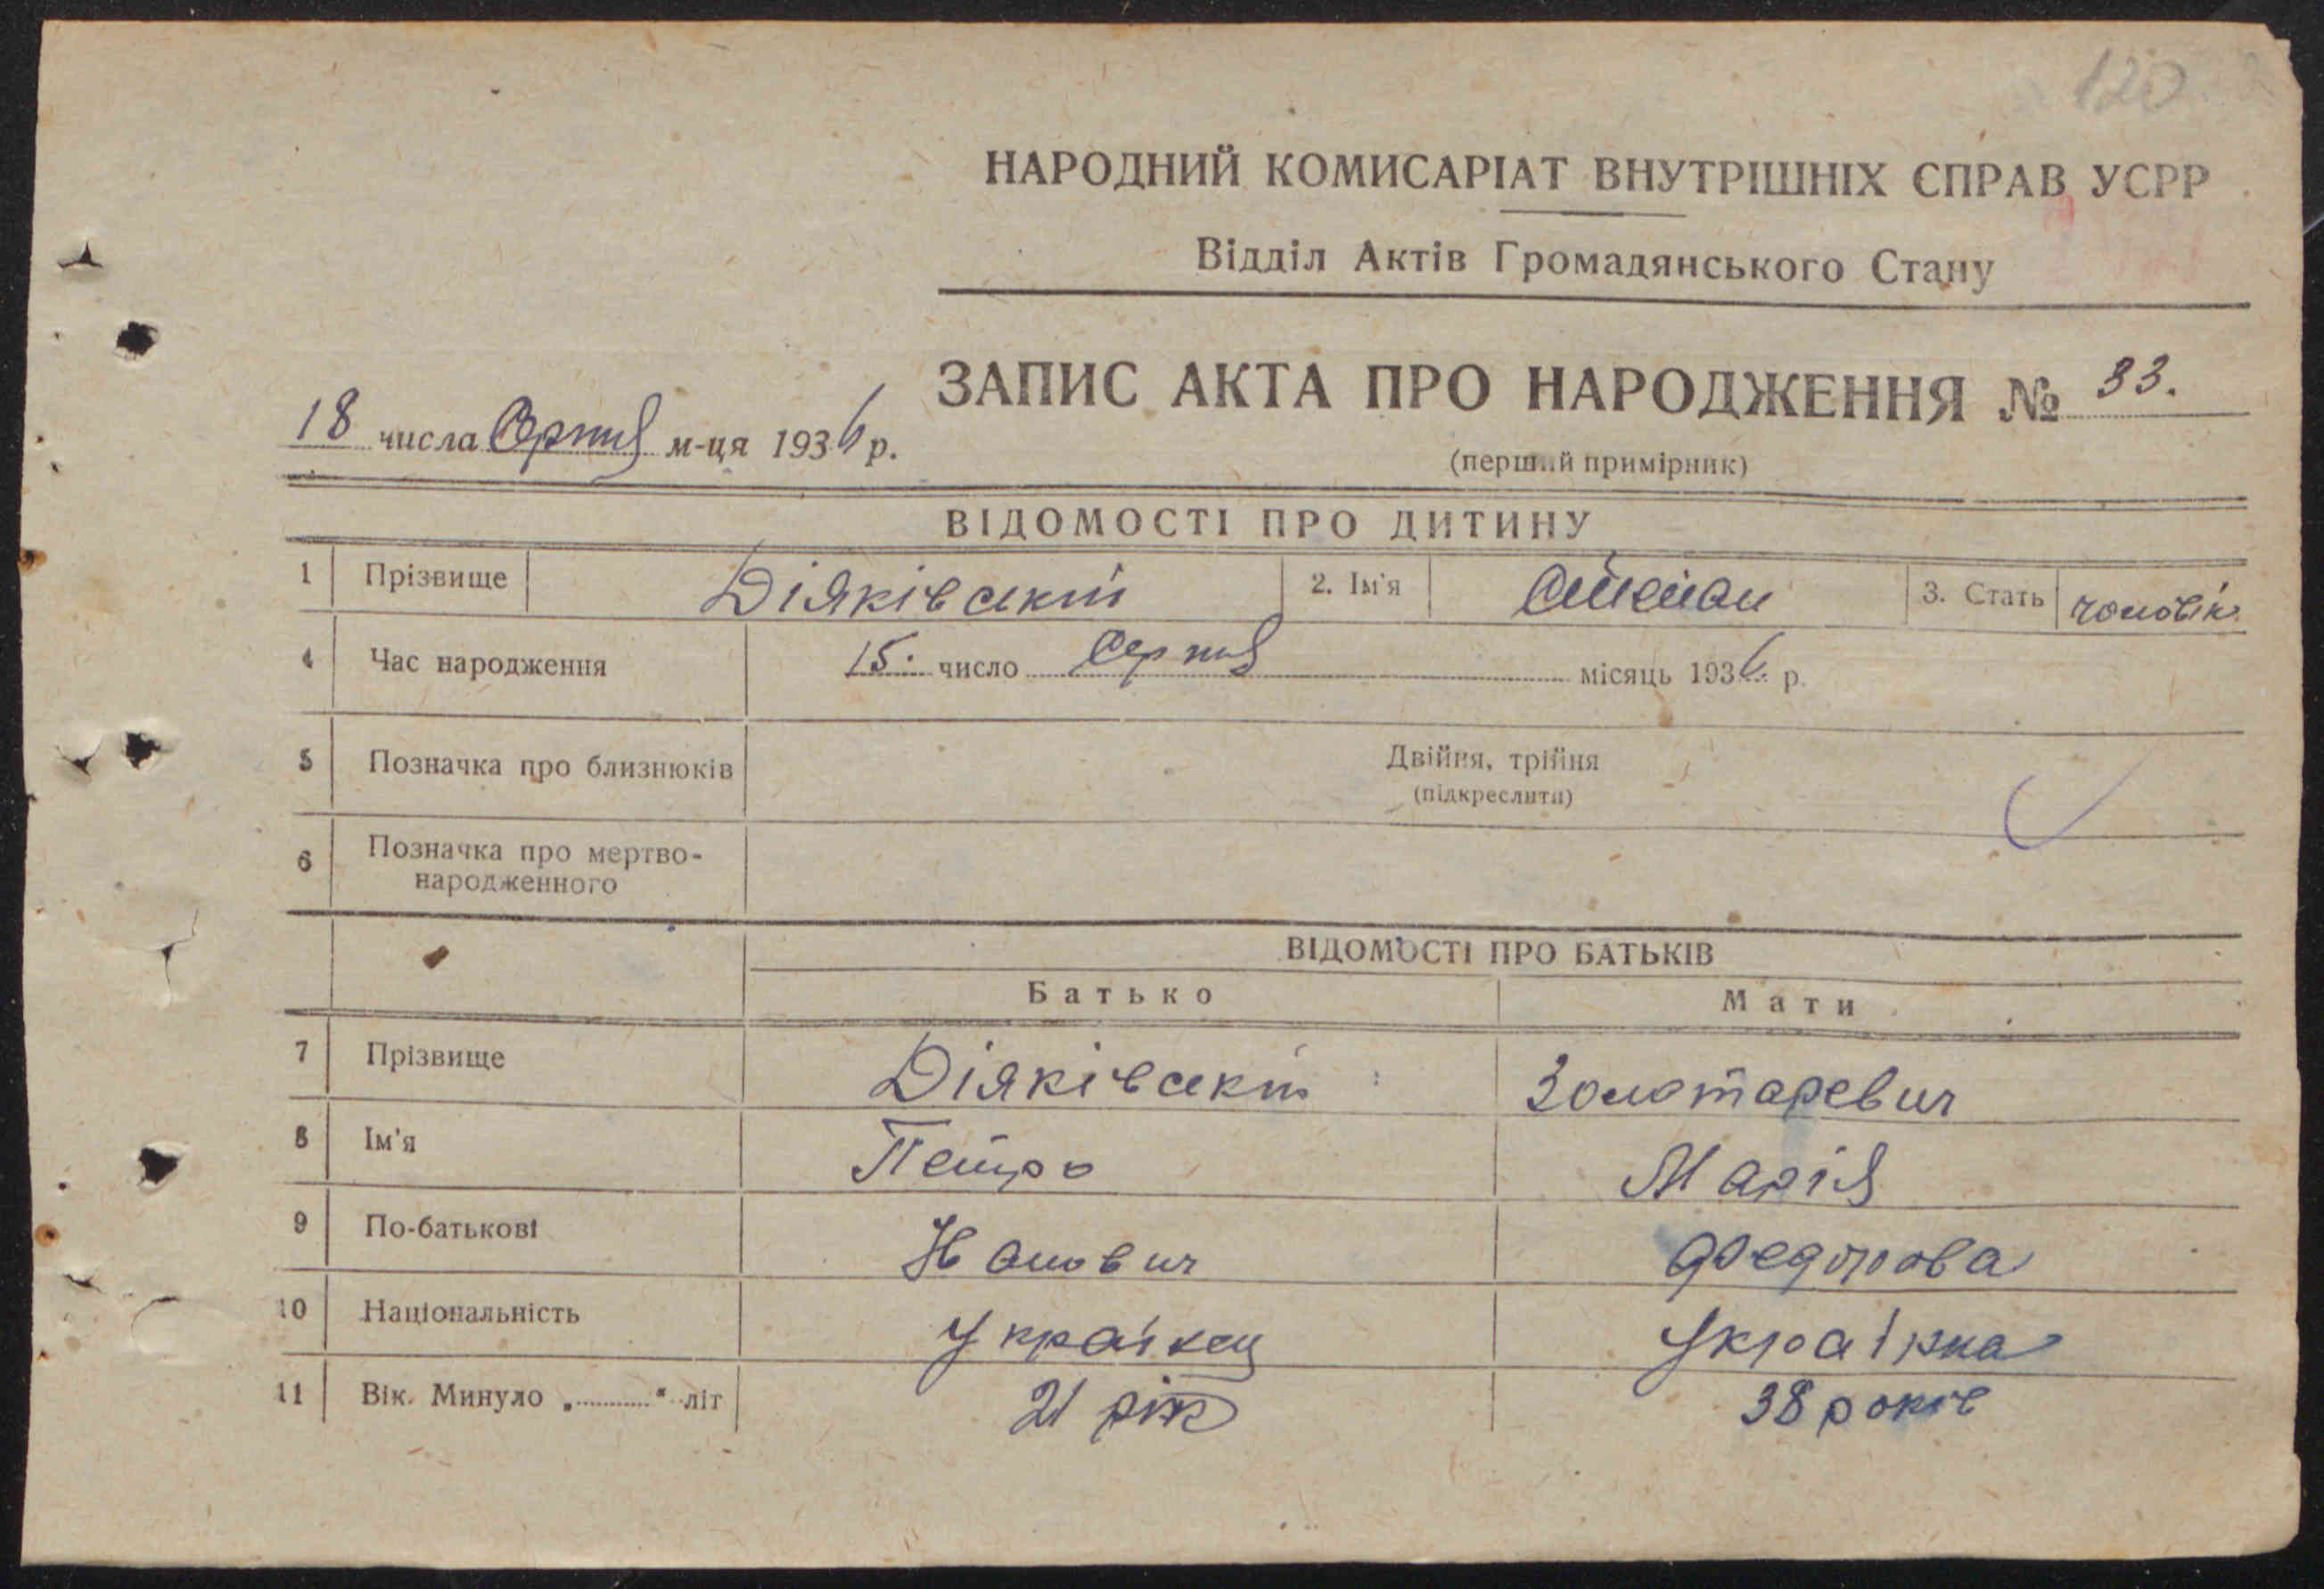 120
НАРОДНИЙ КОМИСАРІАТ ВНУТРІШНІХ СПРАВ УСРР
Відділ Актів Громадянського Стану
ЗАПИС АКТА ПРО НАРОДЖЕННЯ № 33.
18 числа Серпня м-ця 1936 р.
(перший примірник)
ВІДОМОСТІ ПРО ДИТИНУ
1 Прізвище Діяківський 2. Ім'я 3. Стать чоловік.
4 Час народження 15. число Серпня місяць 1936 р.
5 Позначка про близнюків Двійня, трійня
(підкреслити)
6 Позначка про мертво-
народженного
ВІДОМОСТІ ПРО БАТЬКІВ
Батько Мати
7 Прізвище Діяківський Золотаревич
8 Ім'я Петро Марія
9 По-батькові Федорова
10 Національність Українец Українка
11 Вік. Минуло „............“ літ 21 рік 38 років